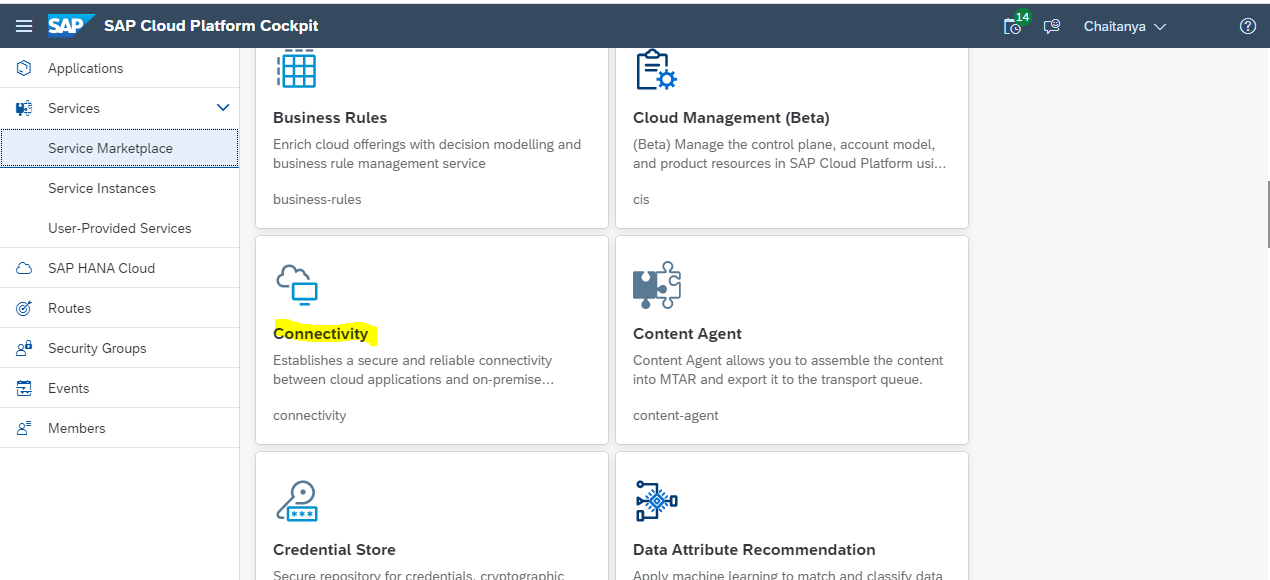 SAP SAP Cloud Platform Cockpit
14
Chaitanya
Applications
Services
Service Marketplace
Service Instances
User-Provided Services
SAP HANA Cloud
Routes
Security Groups
Events
Members
Business Rules
Enrich cloud offerings with decision modelling and
business rule management service
business-rules
Cloud Management (Beta)
(Beta) Manage the control plane, account model,
and product resources in SAP Cloud Platform usi...
cis
Connectivity
Establishes a secure and reliable connectivity
between cloud applications and on-premise...
connectivity
Content Agent
Content Agent allows you to assemble the content
into MTAR and export it to the transport queue.
content-agent
Credential Store
Secure repository for credentials, cryptographic
Data Attribute Recommendation
Apply machine learning to match and classify data